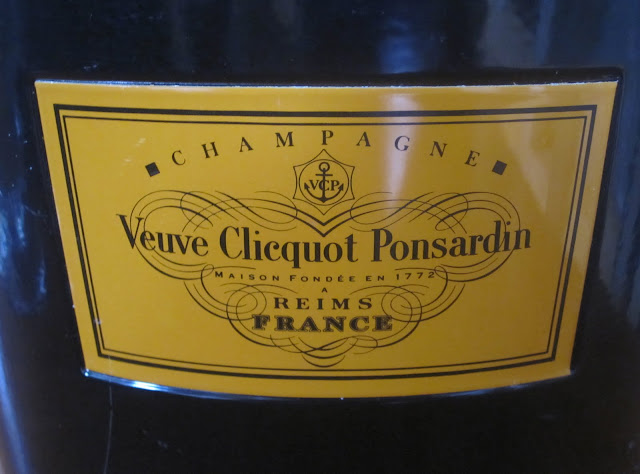 CHAMPAGNE
VCP
Veuve Clicquot Ponsardin
MAISON FONDÉE EN 1772
A
REIMS
FRANCE